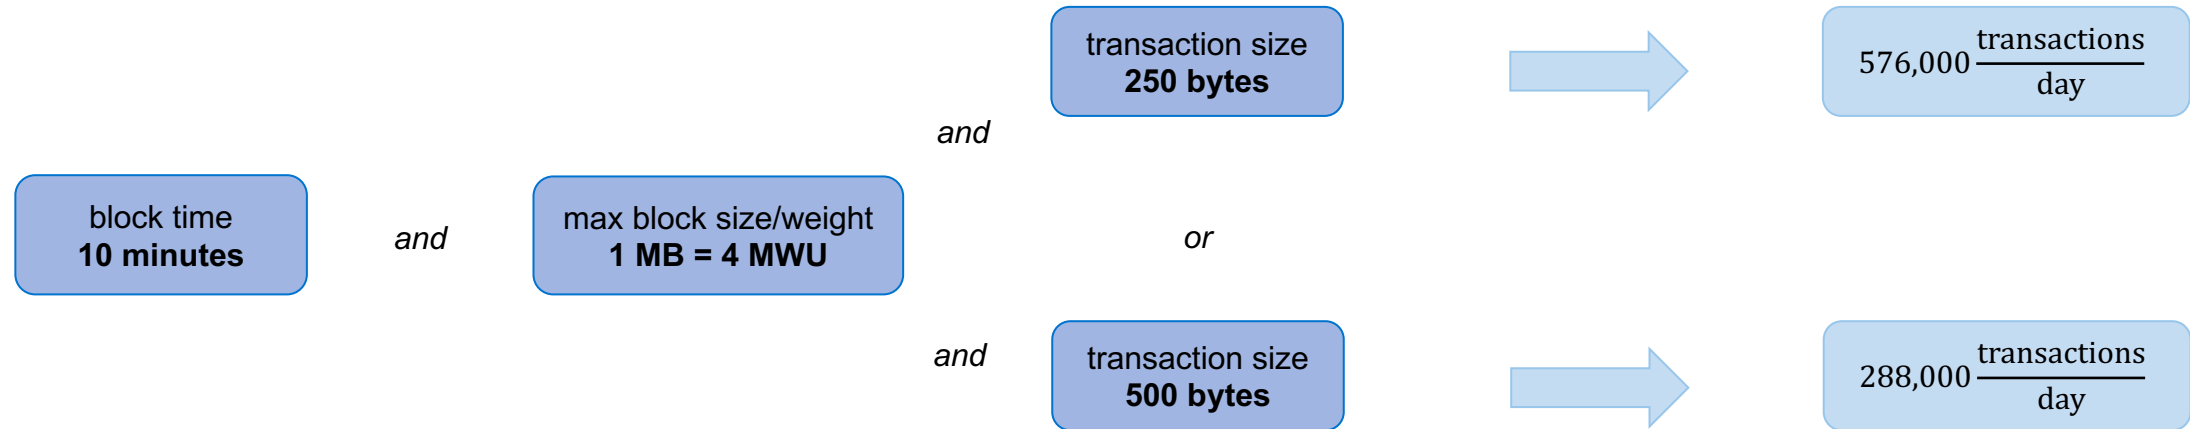 transaction size
250 bytes
576,000 transactions
day
and
block time
10 minutes
and
max block size/weight
1 MB = 4 MWU
or
and
transaction size
500 bytes
288,000 transactions
day